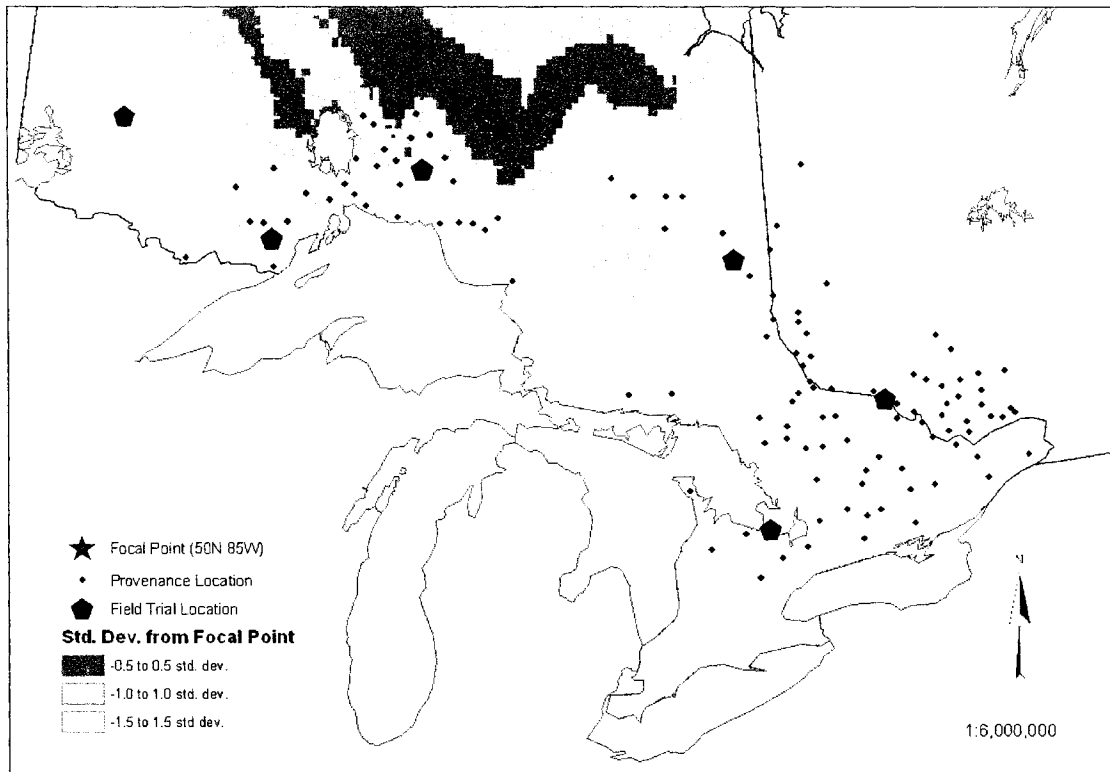 N
Focal Point (50N 85W)
Provenance Location
Field Trial Location
Std. Dev. from Focal Point
-0.5 to 0.5 std. dev.
-1.0 to 1.0 std. dev.
-1.5 to 1.5 std dev.
1:6,000,000